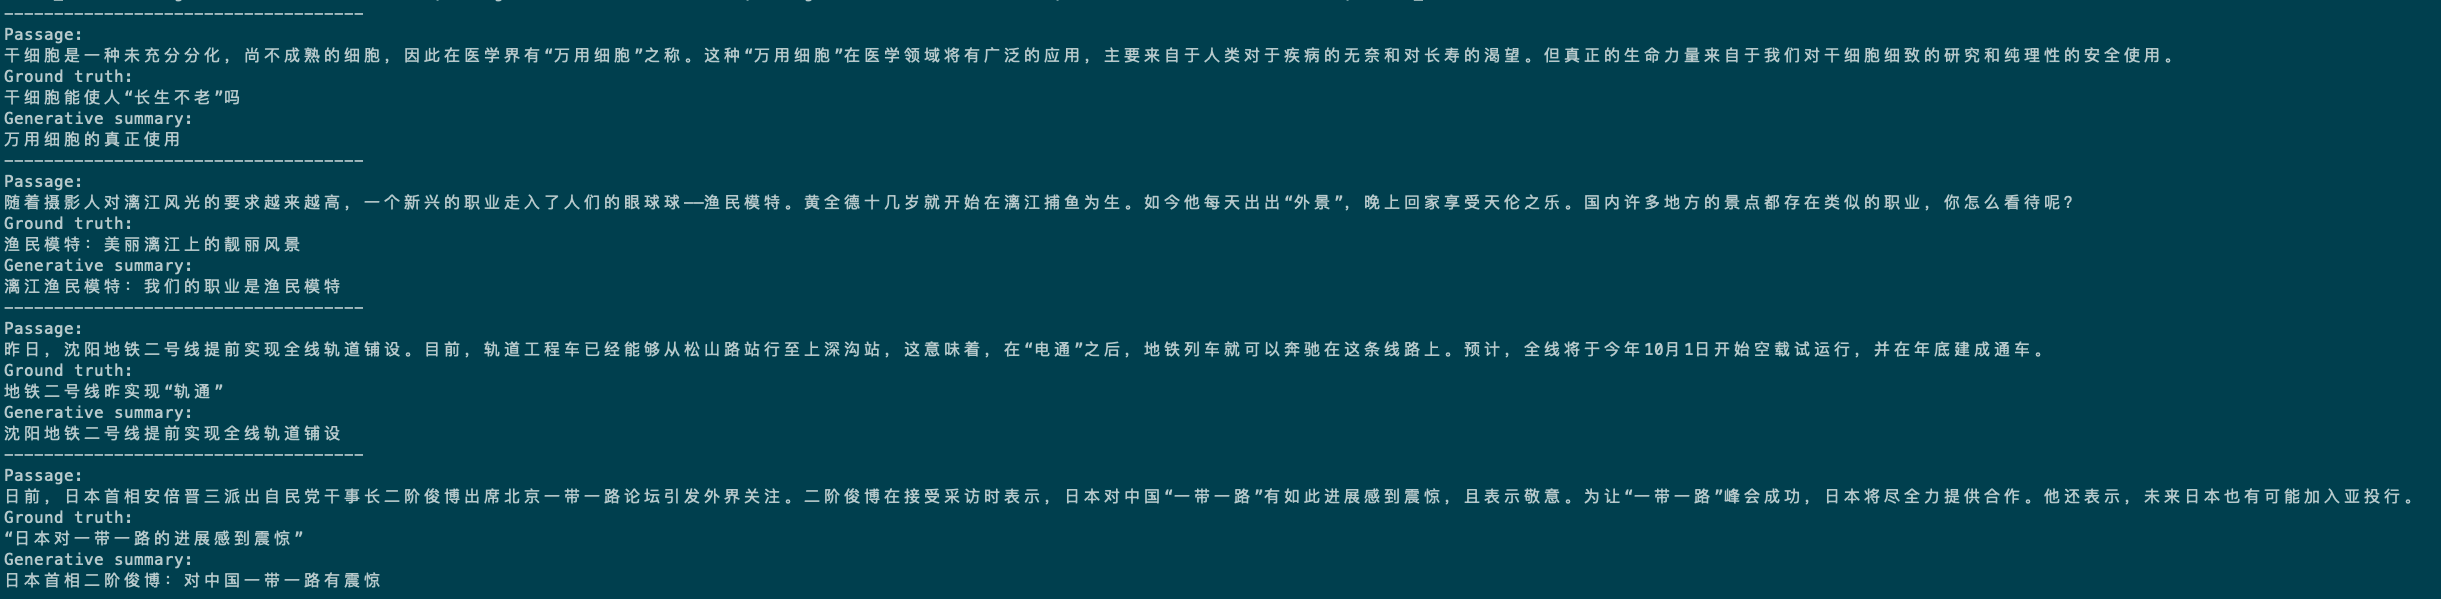 -----------------------------------
Passage:
干细胞是一种未充分分化，尚不成熟的细胞，因此在医学界有“万用细胞”之称。这种“万用细胞”在医学领域将有广泛的应用，主要来自于人类对于疾病的无奈和对长寿的渴望。但真正的生命力量来自于我们对干细胞细致的研究和纯理性的安全使用。
Ground truth:
干细胞能使人“长生不老”吗
Generative summary:
万用细胞的真正使用
-----------------------------------
Passage:
随着摄影人对漓江风光的要求越来越高，一个新兴的职业走入了人们的眼球球——渔民模特。黄全德十几岁就开始在漓江捕鱼为生。如今他每天出出“外景”，晚上回家享受天伦之乐。国内许多地方的景点都存在类似的职业，你怎么看待呢？
Ground truth:
渔民模特：美丽漓江上的靓丽风景
Generative summary:
漓江渔民模特：我们的职业是渔民模特
-----------------------------------
Passage:
昨日，沈阳地铁二号线提前实现全线轨道铺设。目前，轨道工程车已经能够从松山路站行至上深沟站，这意味着，在“电通”之后，地铁列车就可以奔驰在这条线路上。预计，全线将于今年10月1日开始空载试运行，并在年底建成通车。
Ground truth:
地铁二号线昨实现“轨通”
Generative summary:
沈阳地铁二号线提前实现全线轨道铺设
-----------------------------------
Passage:
日前，日本首相安倍晋三派出自民党干事长二阶俊博出席北京一带一路论坛引发外界关注。二阶俊博在接受采访时表示，日本对中国“一带一路”有如此进展感到震惊，且表示敬意。为让“一带一路”峰会成功，日本将尽全力提供合作。他还表示，未来日本也有可能加入亚投行。
Ground truth:
“日本对一带一路的进展感到震惊”
Generative summary:
日本首相二阶俊博：对中国一带一路有震惊